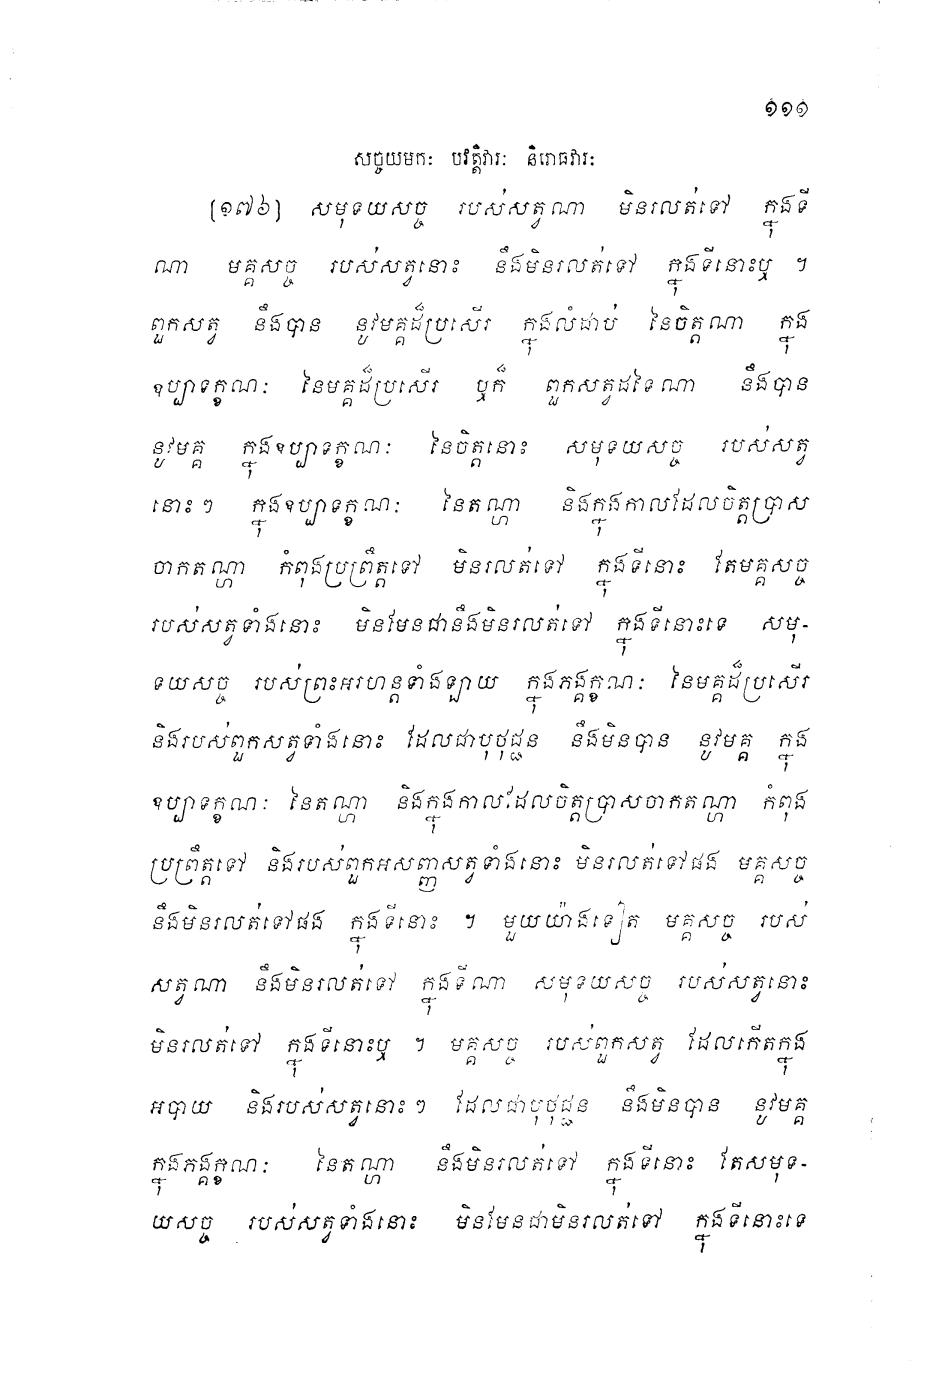 ១១១
សច្ចយមកៈ បវត្តិវារៈ និរោធវារៈ
(១៧៦) សមុទយសច្ច របស់សត្វណា មិនរលត់ទៅ ក្នុងទី
ណា មគ្គសច្ច របស់សត្វនោះ នឹងមិនរលត់ទៅ ក្នុងទីនោះឬ ។
ពួកសត្វ នឹងបាន នូវមគ្គដ៏ប្រសើរ ក្នុងលំដាប់ នៃចិត្តណា ក្នុង
ឧប្បាទក្ខណៈ នៃមគ្គដ៏ប្រសើរ ឬក៏ ពួកសត្វដទៃណា នឹងបាន
នូវមគ្គ ក្នុងឧប្បាទក្ខណៈ នៃចិត្តនោះ សមុទយសច្ច របស់សត្វ
នោះៗ ក្នុងឧប្បាទក្ខណៈ នៃតណ្ហា និងក្នុងកាលដែលចិត្តប្រាស
ចាកតណ្ហា កំពុងប្រព្រឹត្តទៅ មិនរលត់ទៅ ក្នុងទីនោះ តែមគ្គសច្ច
របស់សត្វទាំងនោះ មិនមែនជានឹងមិនរលត់ទៅ ក្នុងទីនោះទេ សមុ-
ទយសច្ច របស់ព្រះអរហន្តទាំងឡាយ ក្នុងភង្គក្ខណៈ នៃមគ្គដ៏ប្រសើរ
និងរបស់ពួកសត្វទាំងនោះ ដែលជាបុថុជ្ជន នឹងមិនបាន នូវមគ្គ ក្នុង
ឧប្បាទក្ខណៈ នៃតណ្ហា និងក្នុងកាលដែលចិត្តប្រាសចាកតណ្ហា កំពុង
ប្រព្រឹត្តទៅ និងរបស់ពួកអសញ្ញសត្វទាំងនោះ មិនរលត់ទៅផង មគ្គសច្ច
នឹងមិនរលត់ទៅផង ក្នុងទីនោះ ។ មួយយ៉ាងទៀត មគ្គសច្ច របស់
សត្វណា នឹងមិនរលត់ទៅ ក្នុងទីណា សមុទយសច្ច របស់សត្វនោះ
មិនរលត់ទៅ ក្នុងទីនោះឬ ។ មគ្គសច្ច របស់ពួកសត្វ ដែលកើតក្នុង
អបាយ និងរបស់សត្វនោះៗ ដែលជាបុថុជ្ជន នឹងមិនបាន នូវមគ្គ
ក្នុងភង្គក្ខណៈ នៃតណ្ហា នឹងមិនរលត់ទៅ ក្នុងទីនោះ តែសមុទ-
យសច្ច របស់សត្វទាំងនោះ មិនមែនជាមិនរលត់ទៅ ក្នុងទីនោះទេ